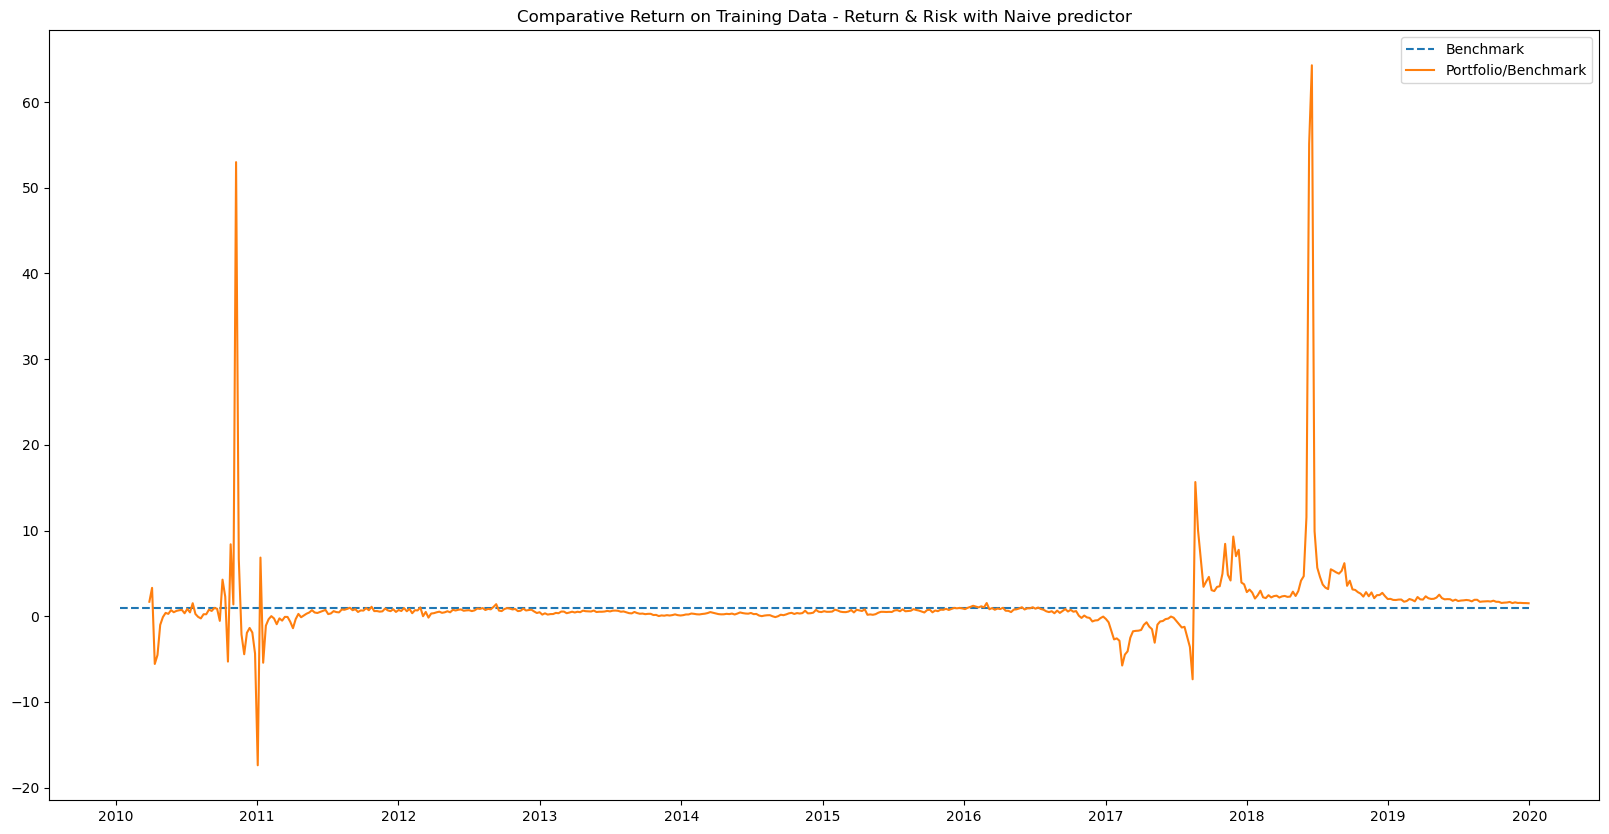 Comparative Return on Training Data - Return & Risk with Naive predictor
Benchmark
Portfolio/Benchmark
60
50
40
30
20
10
0
−10
−20
2010 2011 2012 2013 2014 2015 2016 2017 2018 2019 2020